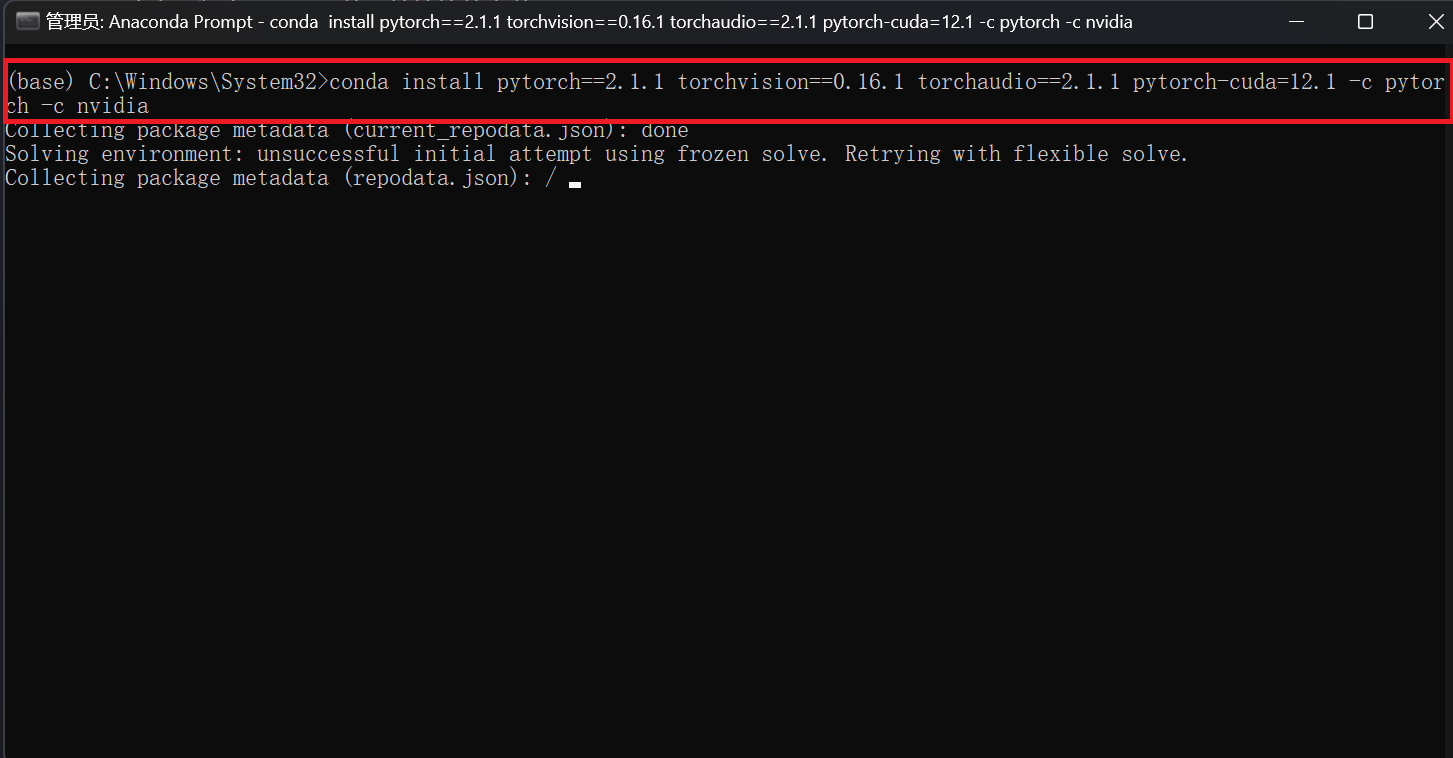 管理员: Anaconda Prompt - conda  install pytorch==2.1.1 torchvision==0.16.1 torchaudio==2.1.1 pytorch-cuda=12.1 -c pytorch -c nvidia
(base) C:\Windows\System32>conda install pytorch==2.1.1 torchvision==0.16.1 torchaudio==2.1.1 pytorch-cuda=12.1 -c pytor
ch -c nvidia
Collecting package metadata (current_repodata.json): done
Solving environment: unsuccessful initial attempt using frozen solve. Retrying with flexible solve.
Collecting package metadata (repodata.json): /